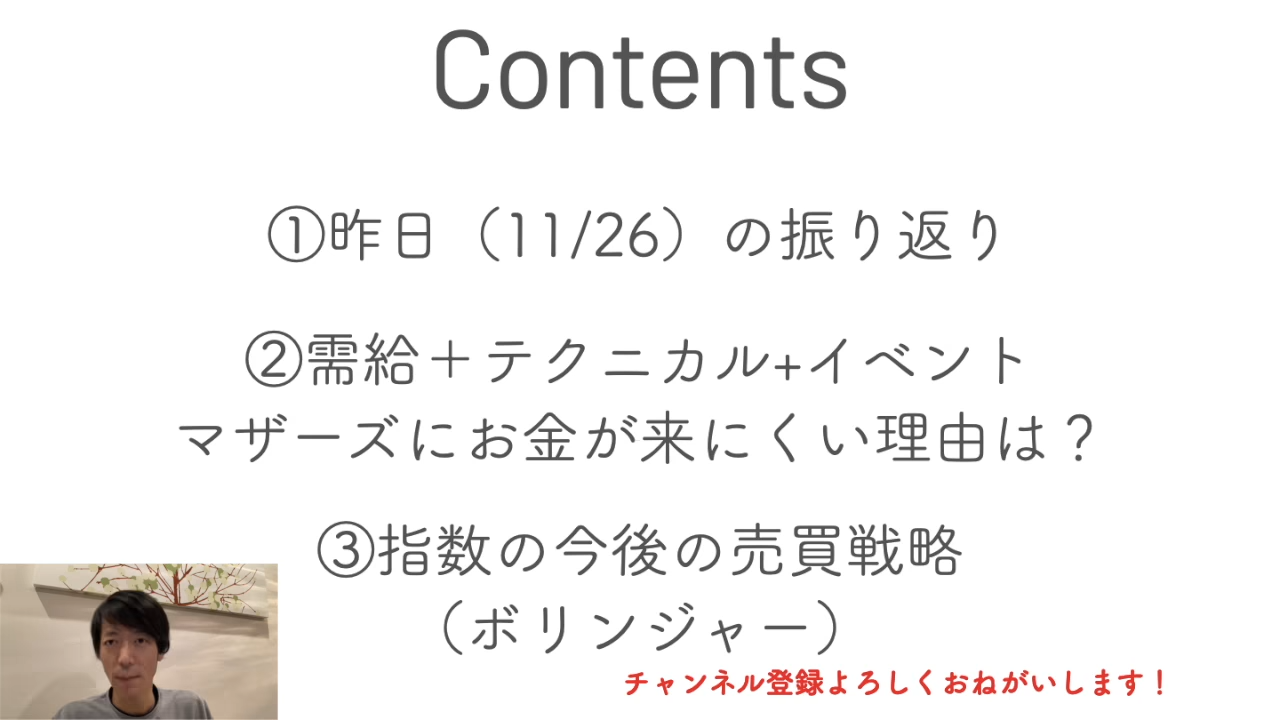 Contents
①昨日（11/26）の振り返り
②需給＋テクニカル+イベント
マザーズにお金が来にくい理由は？
③指数の今後の売買戦略
（ボリンジャー）
チャンネル登録よろしくおねがいします！